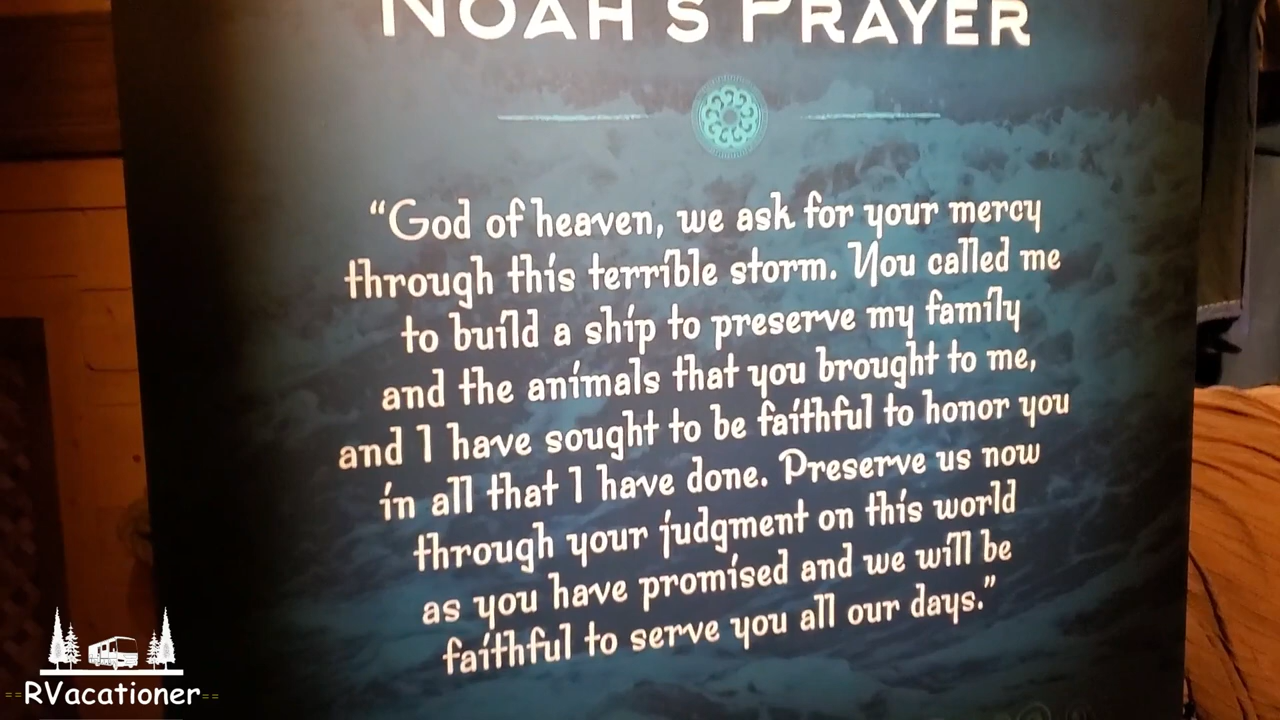 NOAH'S PRAYER
“God of heaven, we ask for your mercy
through this terrible storm. You called me
to build a ship to preserve my family
and the animals that you brought to me,
and I have sought to be faithful to honor you
in all that I have done. Preserve us now
through your judgment on this world
as you have promised and we will be
faithful to serve you all our days.”
==RVacationer==